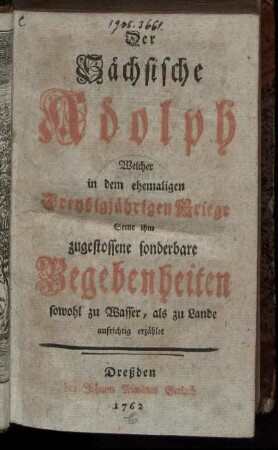 1905.3661.
Der
Sächsische
Adolph
Welcher
in dem ehemaligen
Dreyßigjährigen Kriege
Seine ihm
zugestossene sonderbare
Begebenheiten
sowohl zu Wasser, als zu Lande
aufrichtig erzählet
Dreßden
bey Johann Nicolaus Gerlach
1762